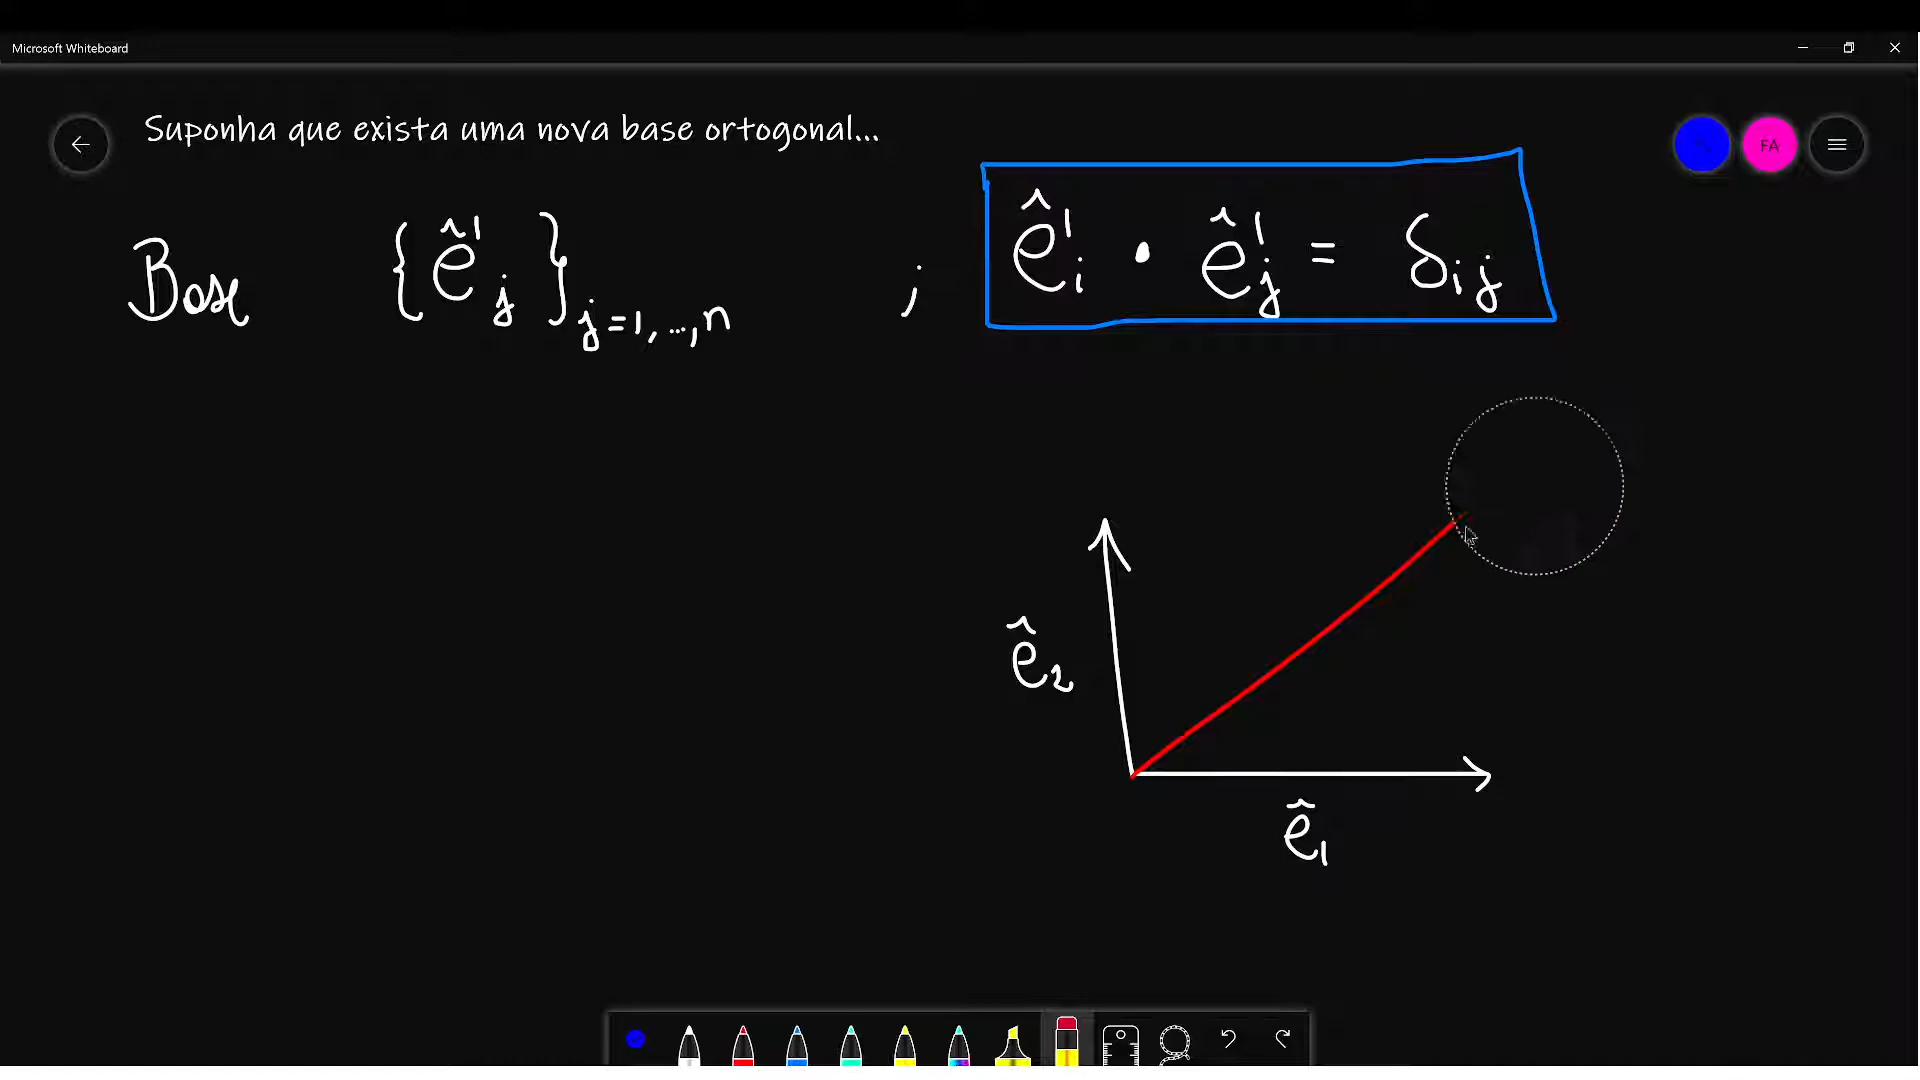 Microsoft Whiteboard
Suponha que exista uma nova base ortogonal...
FA
Base {ê'j}j=1,...,n ; ê'i • ê'j = δij
ê2
ê1